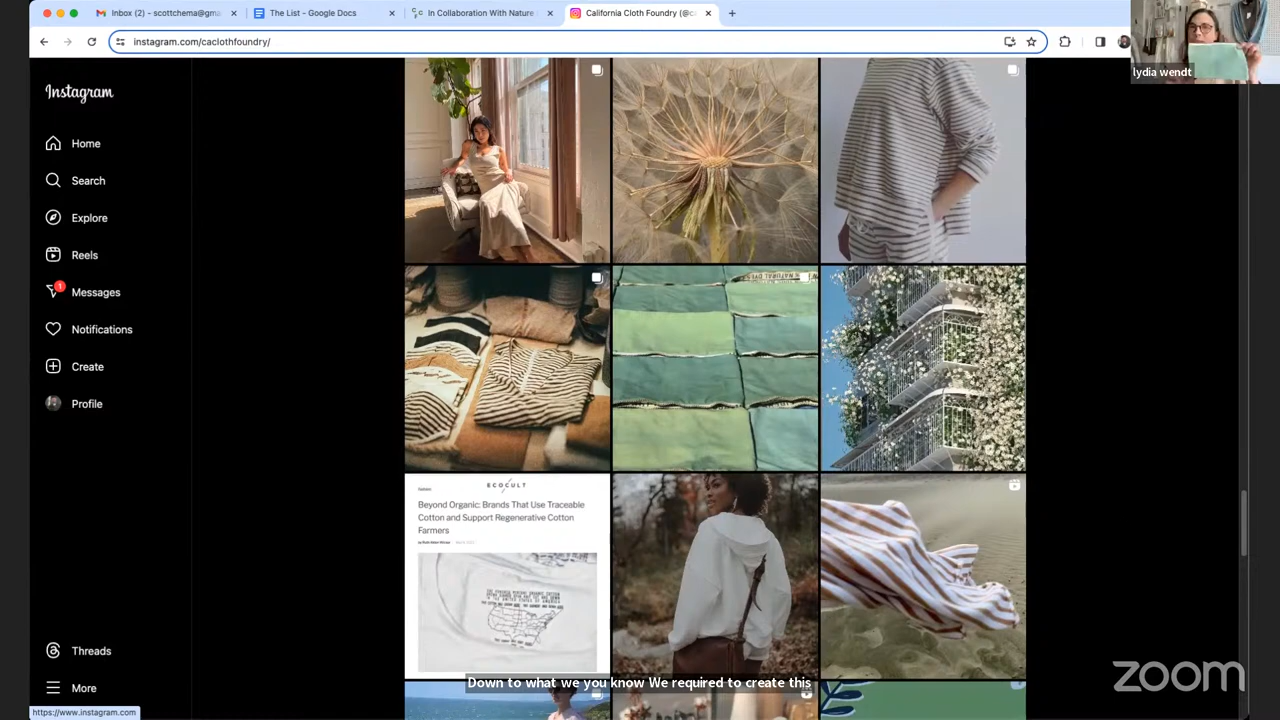 Inbox (2) - scottchema@gma
The List - Google Docs
In Collaboration With Nature
California Cloth Foundry (@c
instagram.com/caclothfoundry/
lydia wendt
Instagram
Home
Search
Explore
Reels
1
Messages
Notifications
Create
Profile
ECOCULT
Fashion
Beyond Organic: Brands That Use Traceable
Cotton and Support Regenerative Cotton
Farmers
Threads
More
Down to what we you know We required to create this
zoom
https://www.instagram.com